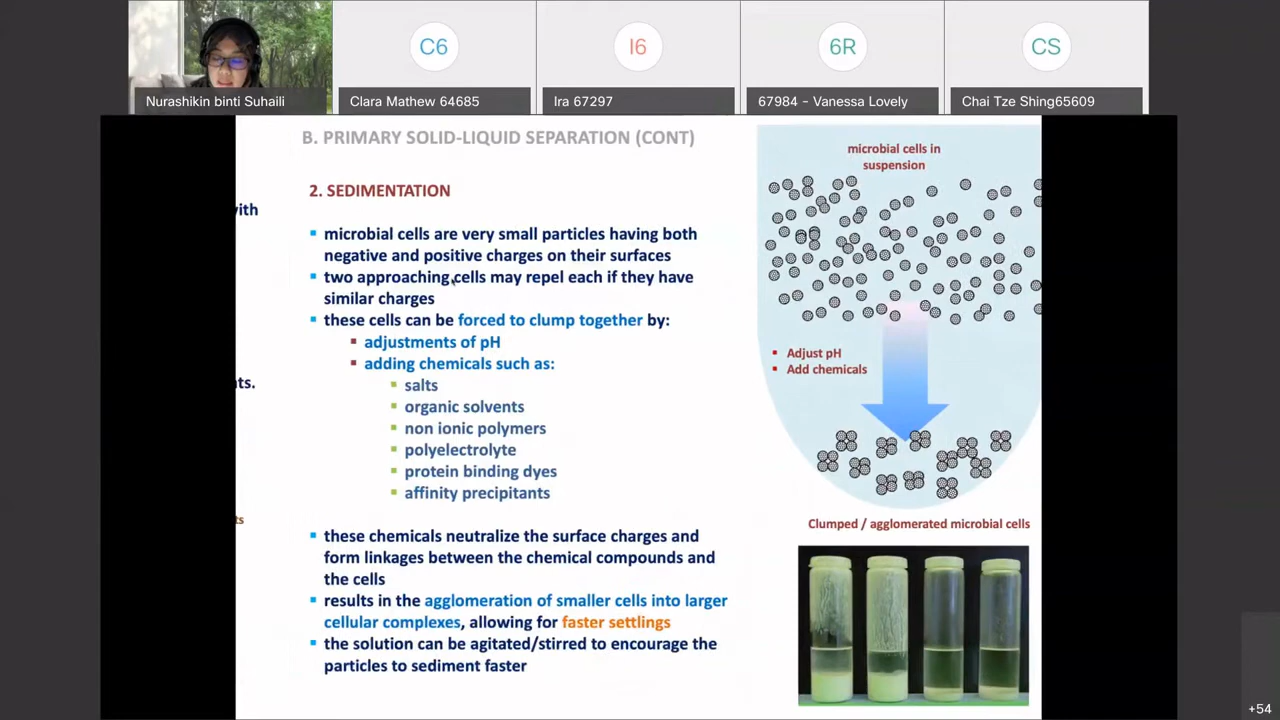 C6
I6
6R
CS
Nurashikin binti Suhaili
Clara Mathew 64685
Ira 67297
67984 - Vanessa Lovely
Chai Tze Shing65609
B. PRIMARY SOLID-LIQUID SEPARATION (CONT)
2. SEDIMENTATION
microbial cells are very small particles having both
negative and positive charges on their surfaces
two approaching cells may repel each if they have
similar charges
these cells can be forced to clump together by:
adjustments of pH
adding chemicals such as:
salts
organic solvents
non ionic polymers
polyelectrolyte
protein binding dyes
affinity precipitants
these chemicals neutralize the surface charges and
form linkages between the chemical compounds and
the cells
results in the agglomeration of smaller cells into larger
cellular complexes, allowing for faster settlings
the solution can be agitated/stirred to encourage the
particles to sediment faster
microbial cells in
suspension
Adjust pH
Add chemicals
Clumped / agglomerated microbial cells
+54